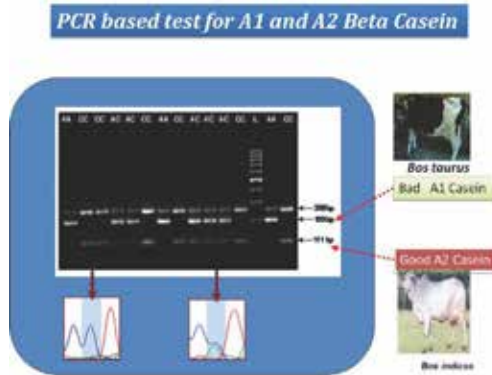 PCR based test for A1 and A2 Beta Casein
AA CC CC AC AC CC AA CC AC AC AC CC L AA CC
Bos taurus
Bad A1 Casein
Good A2 Casein
Bos indicus